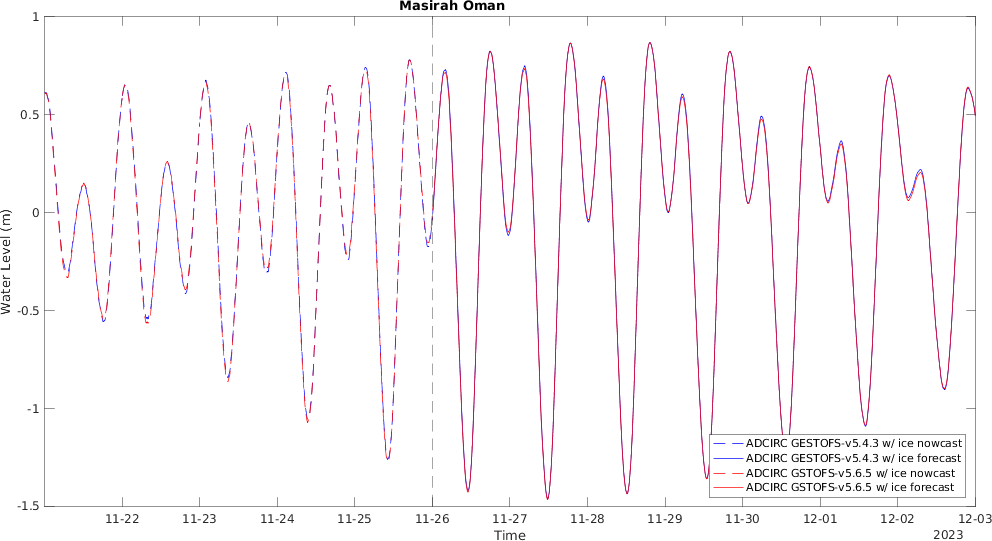 Masirah Oman
1
0.5
0
-0.5
-1
-1.5
Water Level (m)
ADCIRC GESTOFS-v5.4.3 w/ ice nowcast
ADCIRC GESTOFS-v5.4.3 w/ ice forecast
ADCIRC GSTOFS-v5.6.5 w/ ice nowcast
ADCIRC GSTOFS-v5.6.5 w/ ice forecast
11-22 11-23 11-24 11-25 11-26 11-27 11-28 11-29 11-30 12-01 12-02 12-03
Time
2023